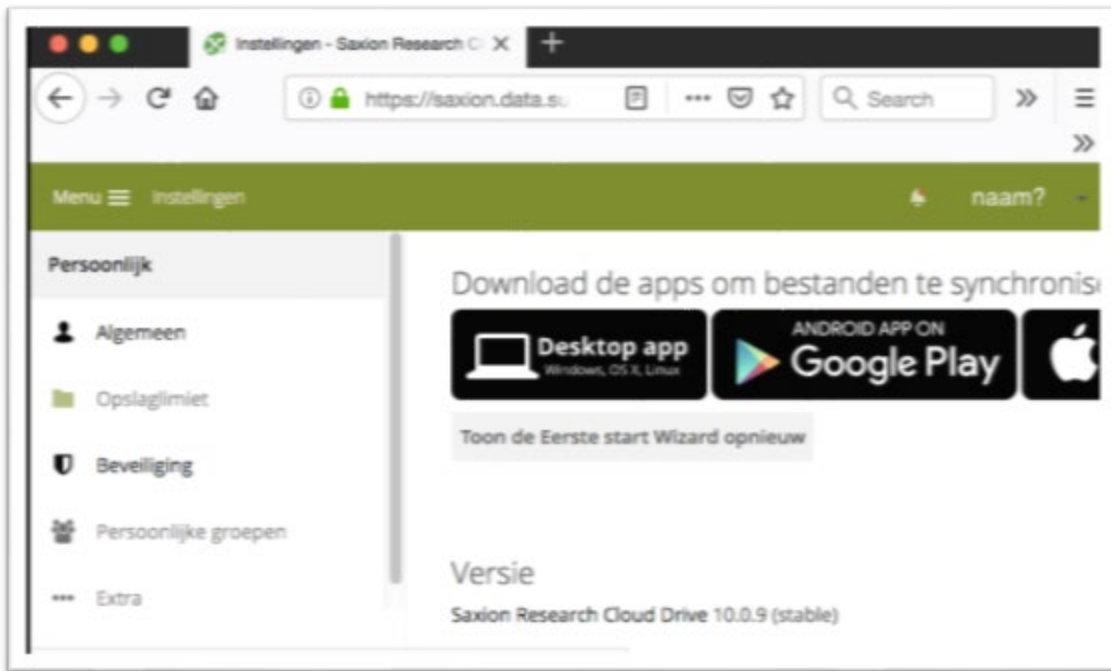 Instellingen - Saxion Research C
https://saxion.data.su
Search
Menu Instellingen
naam?
Persoonlijk
Algemeen
Opslaglimiet
Beveiliging
Persoonlijke groepen
Extra
Download de apps om bestanden te synchronise
Desktop app
Windows, OS X, Linux
ANDROID APP ON
Google Play
Toon de Eerste start Wizard opnieuw
Versie
Saxion Research Cloud Drive 10.0.9 (stable)